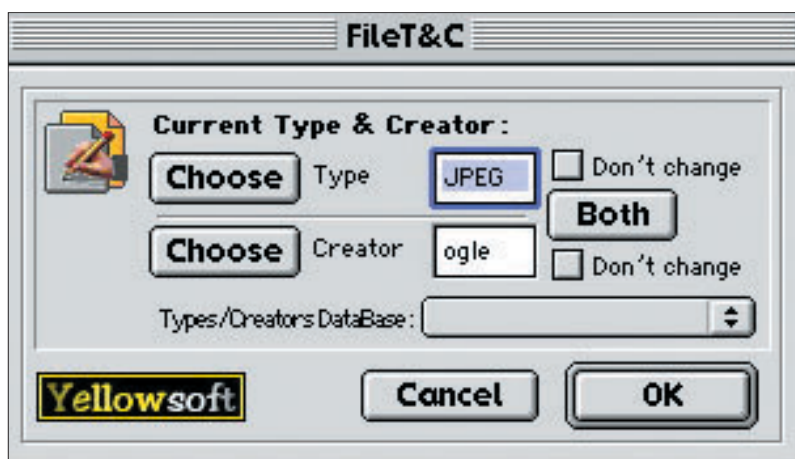 FileT&C
Current Type & Creator:
Choose Type JPEG Don't change
Both
Choose Creator ogle Don't change
Types/Creators DataBase:
Yellowsoft Cancel OK